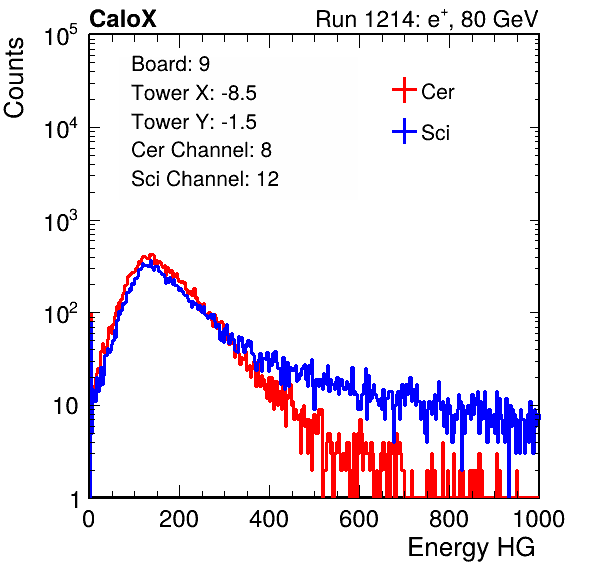 CaloX Run 1214: e⁺, 80 GeV
Counts
10⁵
10⁴
10³
10²
10
1
Board: 9
Tower X: -8.5
Tower Y: -1.5
Cer Channel: 8
Sci Channel: 12
Cer
Sci
0 200 400 600 800 1000
Energy HG